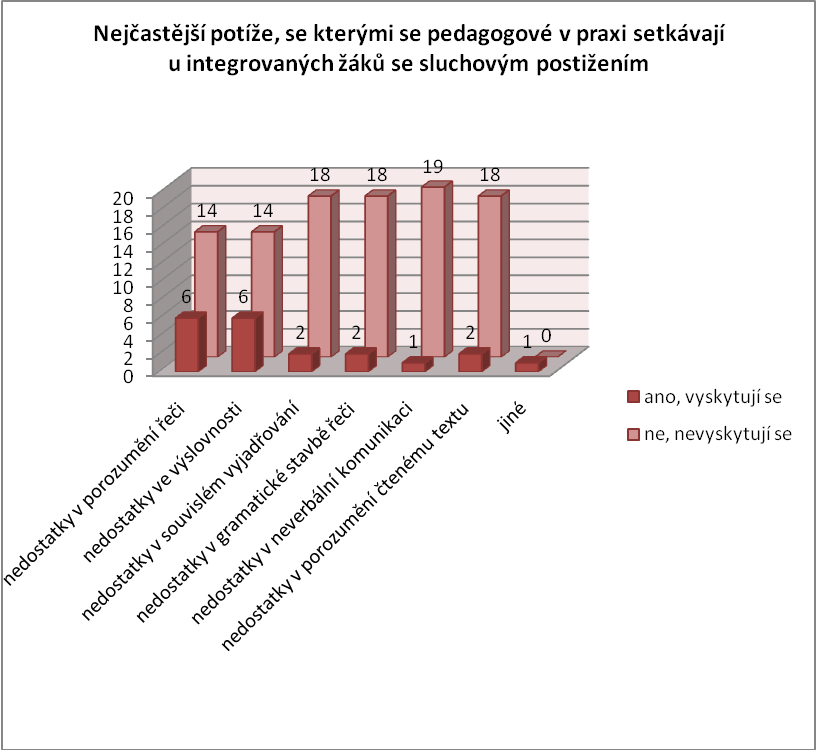 Nejčastější potíže, se kterými se pedagogové v praxi setkávají
u integrovaných žáků se sluchovým postižením
20
18
16
14
12
10
8
6
4
2
0
6
6
2
2
1
2
1
14
14
18
18
19
18
0
nedostatky v porozumění řeči
nedostatky ve výslovnosti
nedostatky v souvislém vyjadřování
nedostatky v gramatické stavbě řeči
nedostatky v neverbální komunikaci
nedostatky v porozumění čtenému textu
jiné
ano, vyskytují se
ne, nevyskytují se